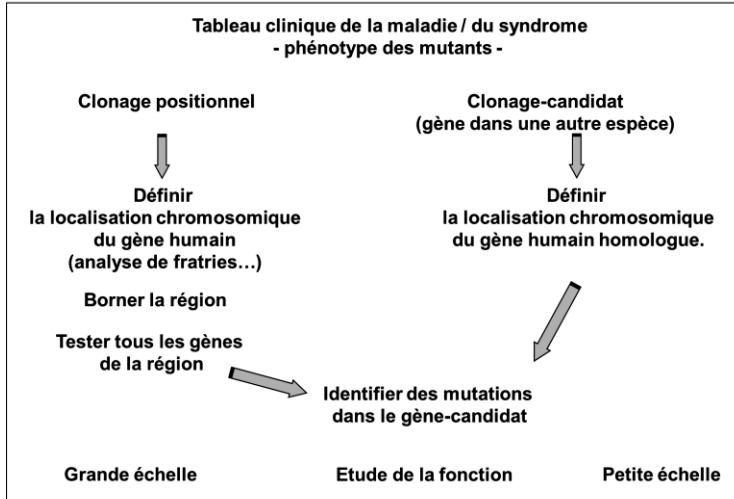 Tableau clinique de la maladie / du syndrome
- phénotype des mutants -
Clonage positionnel
Clonage-candidat
(gène dans une autre espèce)
Définir
la localisation chromosomique
du gène humain
(analyse de fratries…)
Définir
la localisation chromosomique
du gène humain homologue.
Borner la région
Tester tous les gènes
de la région
Identifier des mutations
dans le gène-candidat
Grande échelle
Etude de la fonction
Petite échelle